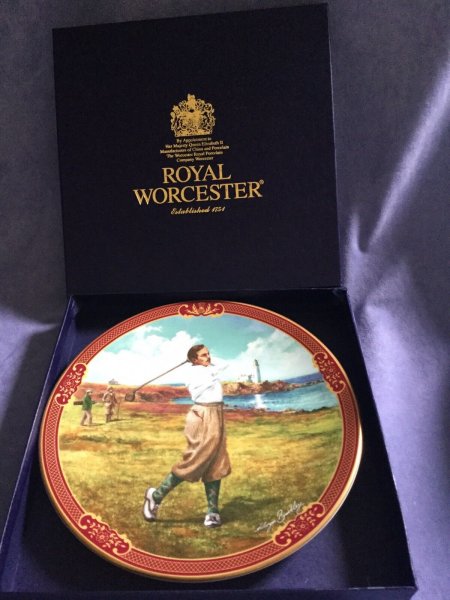 By Appointment to
Her Majesty Queen Elizabeth II
Manufacturers of China and Porcelain
The Worcester Royal Porcelain
Company Worcester
ROYAL
WORCESTER®
Established 1751